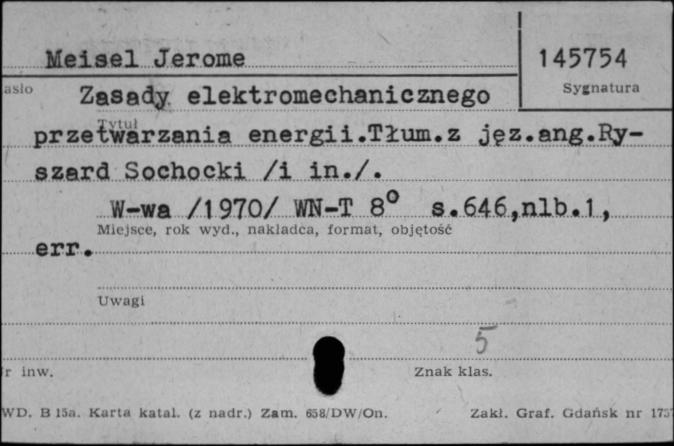 Meisel Jerome
145754
asło
Sygnatura
Zasady elektromechanicznego
Tytuł
przetwarzania energii.Tłum.z jęz.ang.Ry-
szard Sochocki /i in./.
W-wa /1970/ WN-T 8° s.646,nlb.1,
Miejsce, rok wyd., nakładca, format, objętość
err.
Uwagi
5
r inw.
Znak klas.
WD. B 15a. Karta katal. (z nadr.) Zam. 658/DW/On.
Zakł. Graf. Gdańsk nr 1757